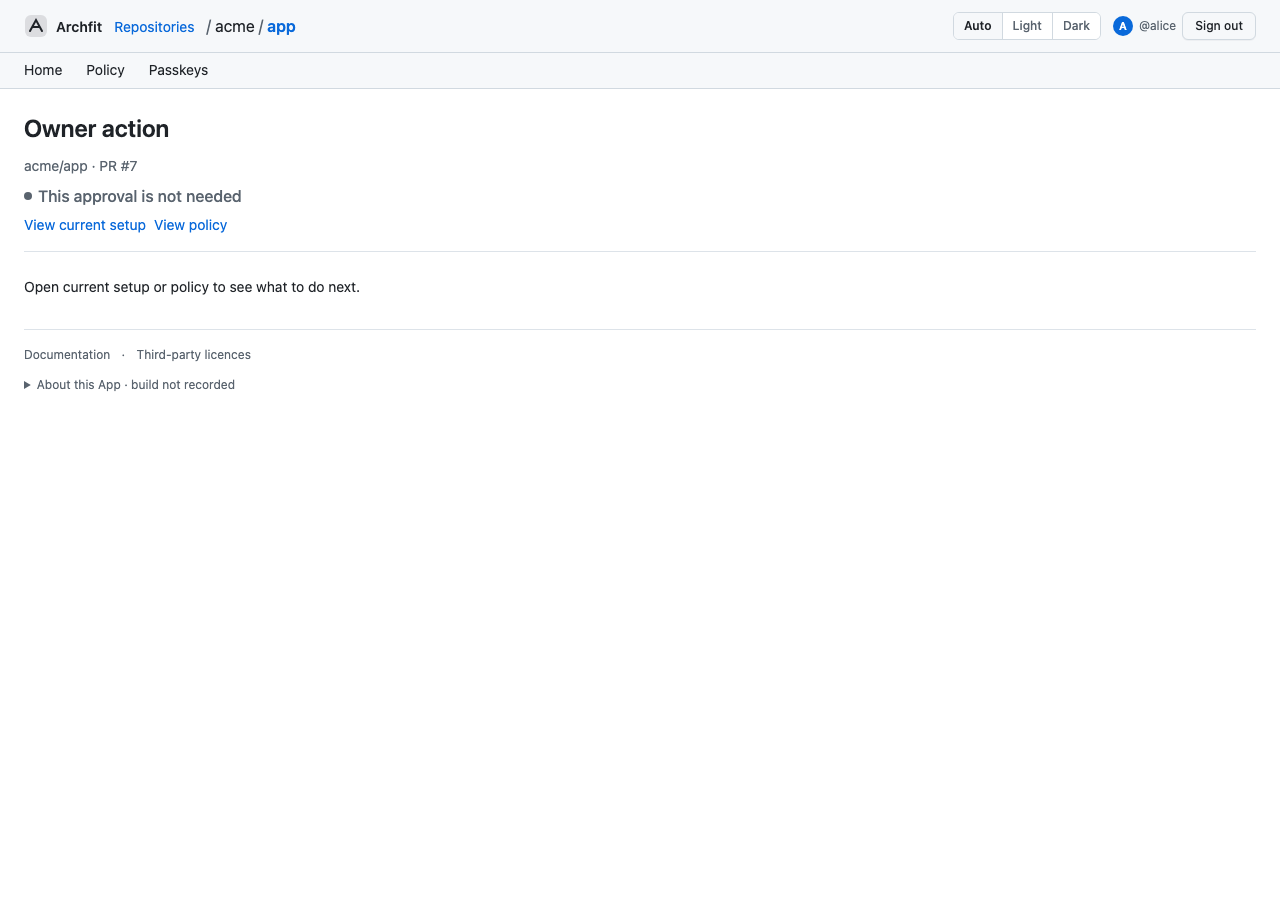 Archfit Repositories / acme / app Auto Light Dark A @alice Sign out
Home Policy Passkeys
Owner action
acme/app · PR #7
This approval is not needed
View current setup View policy
Open current setup or policy to see what to do next.
Documentation · Third-party licences
About this App · build not recorded